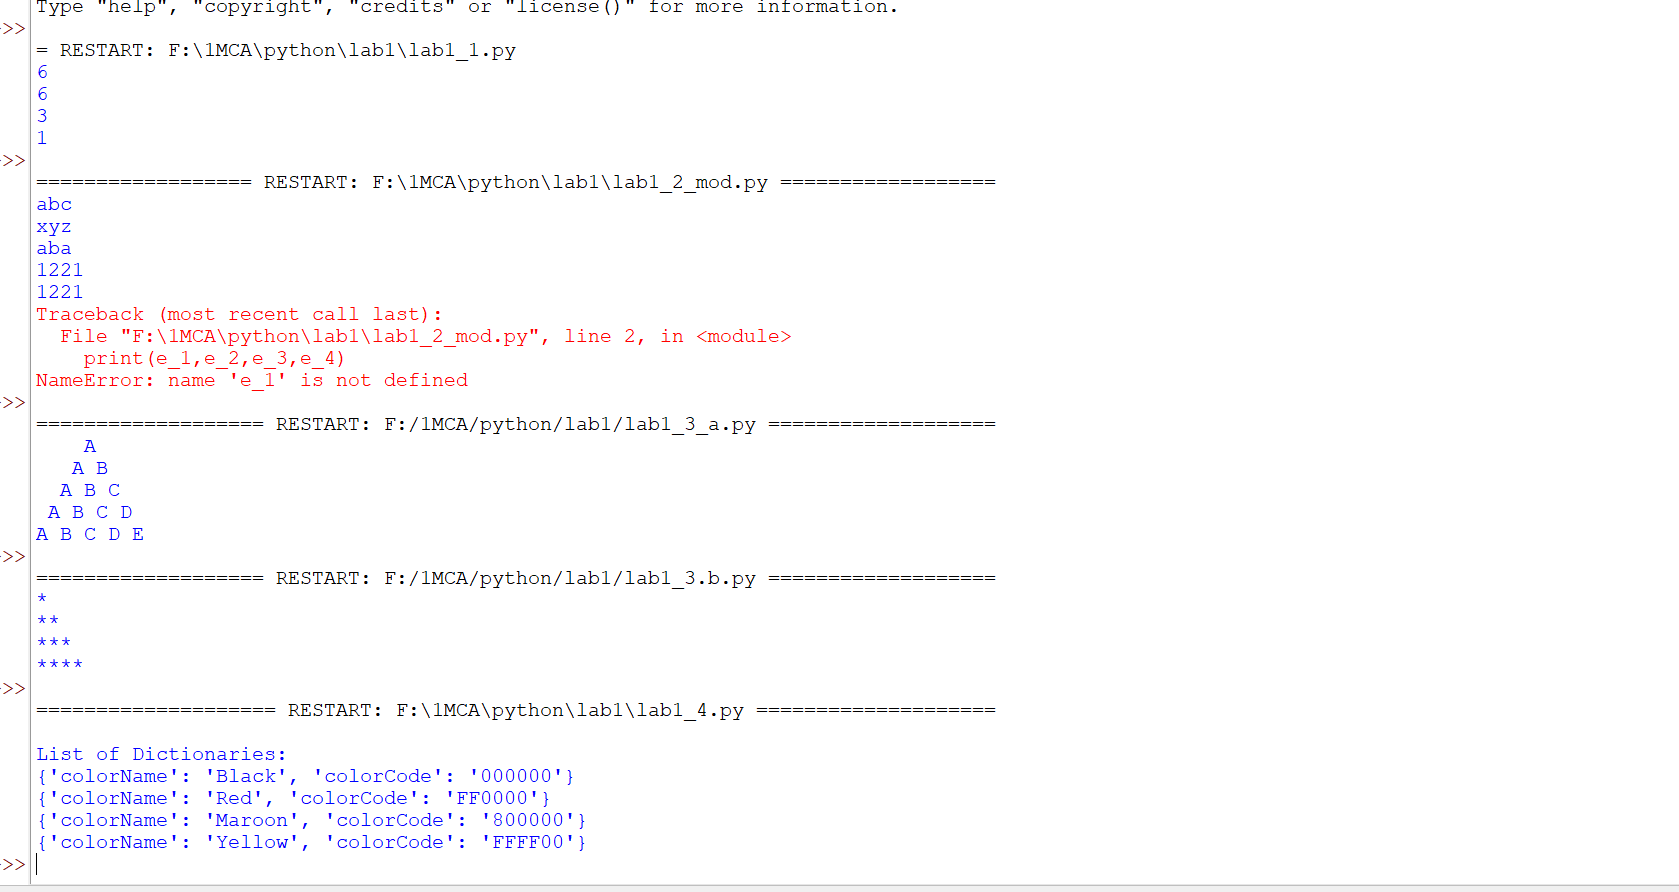 Type "help", "copyright", "credits" or "license()" for more information.
>>
= RESTART: F:\1MCA\python\lab1\lab1_1.py
6
6
3
1
>>
================== RESTART: F:\1MCA\python\lab1\lab1_2_mod.py ==================
abc
xyz
aba
1221
1221
Traceback (most recent call last):
  File "F:\1MCA\python\lab1\lab1_2_mod.py", line 2, in <module>
    print(e_1,e_2,e_3,e_4)
NameError: name 'e_1' is not defined
>>
=================== RESTART: F:/1MCA/python/lab1/lab1_3_a.py ===================
    A
   A B
  A B C
 A B C D
A B C D E
>>
=================== RESTART: F:/1MCA/python/lab1/lab1_3.b.py ===================
*
**
***
****
>>
==================== RESTART: F:\1MCA\python\lab1\lab1_4.py ====================
List of Dictionaries:
{'colorName': 'Black', 'colorCode': '000000'}
{'colorName': 'Red', 'colorCode': 'FF0000'}
{'colorName': 'Maroon', 'colorCode': '800000'}
{'colorName': 'Yellow', 'colorCode': 'FFFF00'}
>>